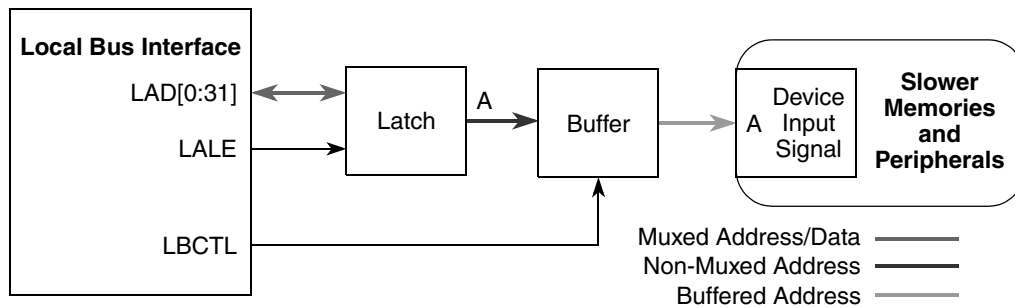 Local Bus Interface
LAD[0:31]
LALE
LBCTL
Latch
A
Buffer
A
Device
Input
Signal
Slower
Memories
and
Peripherals
Muxed Address/Data
Non-Muxed Address
Buffered Address